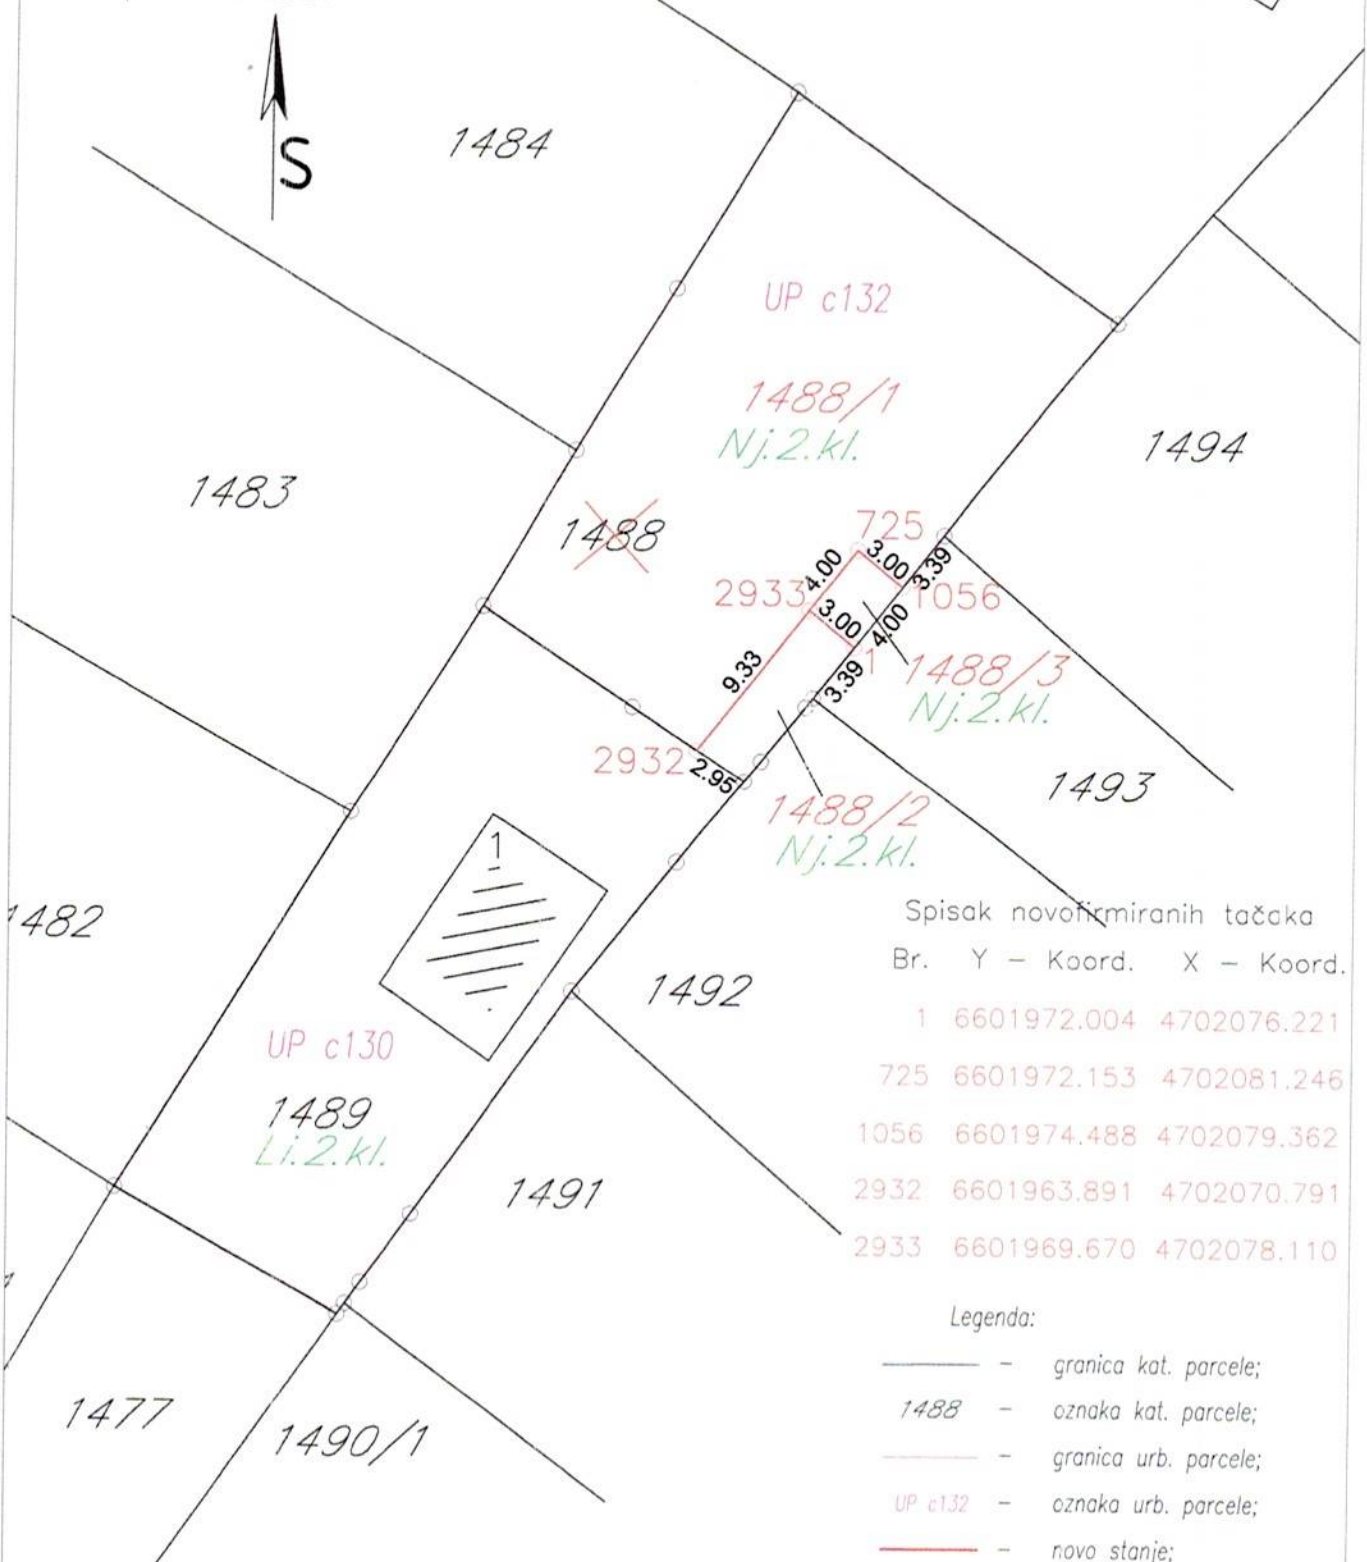 S
1484
UP c132
1488/1
Nj.2.kl.
1494
1483
1488
725
3.00
3.39
4.00
2933
3.00
1056
4.00
1
9.33
3.39
1488/3
Nj.2.kl.
2932
2.95
1493
1488/2
Nj.2.kl.
1
1482
1492
Spisak novofirmiranih tačaka
Br. Y – Koord. X – Koord.
1 6601972.004 4702076.221
725 6601972.153 4702081.246
1056 6601974.488 4702079.362
2932 6601963.891 4702070.791
2933 6601969.670 4702078.110
UP c130
1489
Li.2.kl.
1491
Legenda:
– granica kat. parcele;
1488 – oznaka kat. parcele;
– granica urb. parcele;
UP c132 – oznaka urb. parcele;
– novo stanje;
1477
1490/1